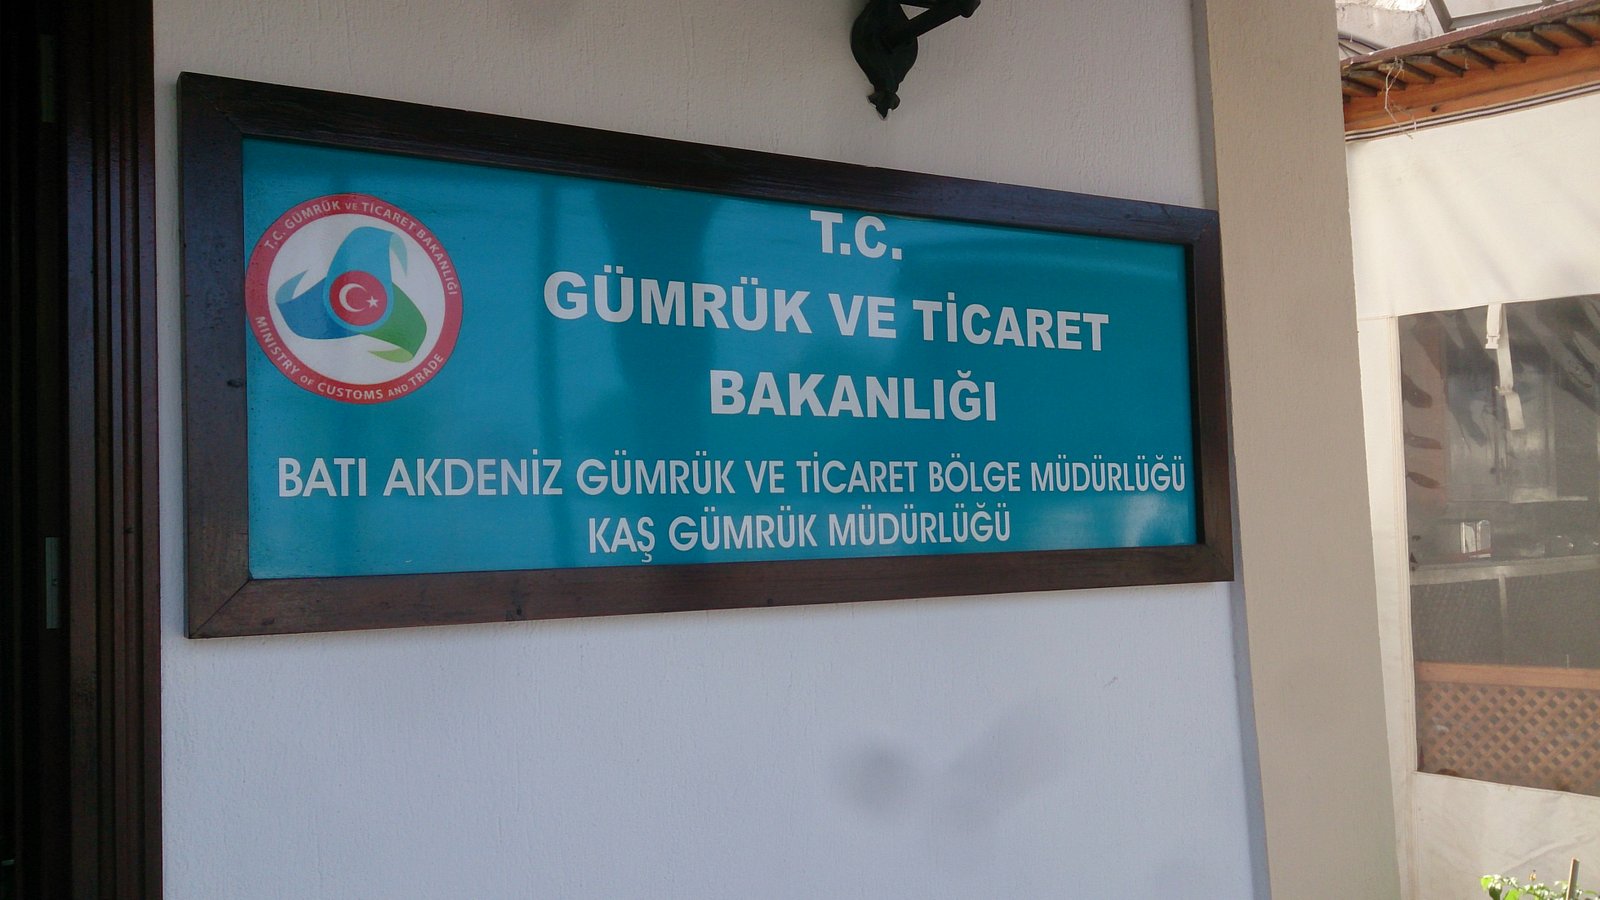 T.C. GÜMRÜK VE TİCARET BAKANLIĞI
MINISTRY OF CUSTOMS AND TRADE
T.C.
GÜMRÜK VE TİCARET
BAKANLIĞI
BATI AKDENİZ GÜMRÜK VE TİCARET BÖLGE MÜDÜRLÜĞÜ
KAŞ GÜMRÜK MÜDÜRLÜĞÜ